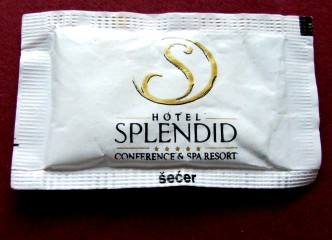 HOTEL
SPLENDID
CONFERENCE & SPA RESORT
šećer